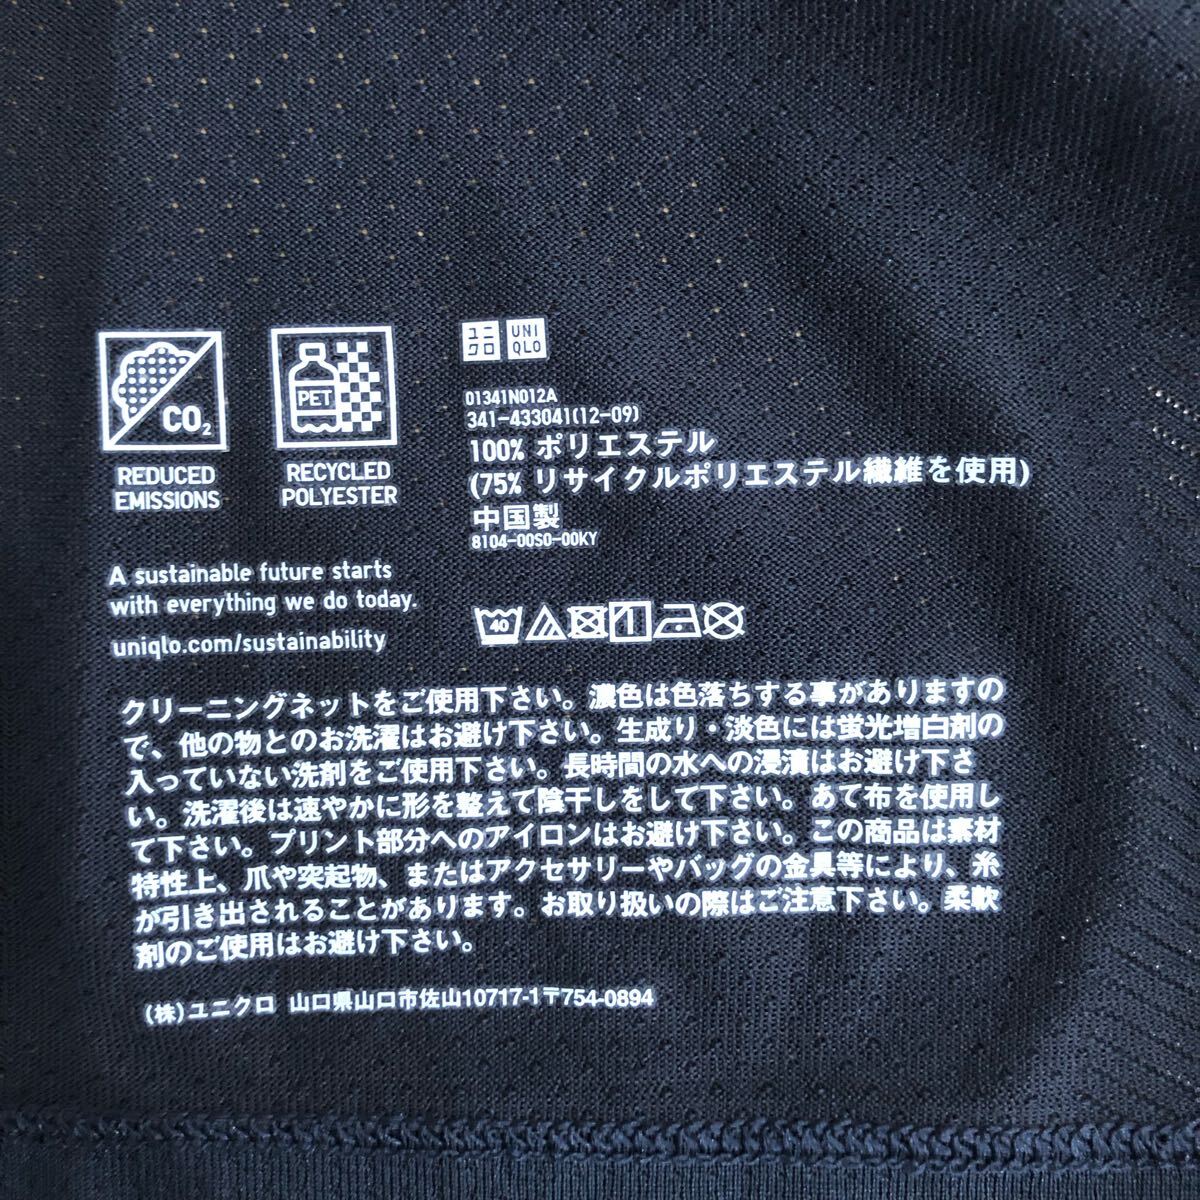 CO2
REDUCED
EMISSIONS
PET
RECYCLED
POLYESTER
A sustainable future starts
with everything we do today.
uniqlo.com/sustainability
ユニ
クロ
UNI
QLO
01341N012A
341-433041(12-09)
100% ポリエステル
(75% リサイクルポリエステル繊維を使用)
中国製
8104-00S0-00KY
40
クリーニングネットをご使用下さい。濃色は色落ちする事がありますの
で、他の物とのお洗濯はお避け下さい。生成り・淡色には蛍光増白剤の
入っていない洗剤をご使用下さい。長時間の水への浸漬はお避け下さ
い。洗濯後は速やかに形を整えて陰干しをして下さい。あて布を使用し
て下さい。プリント部分へのアイロンはお避け下さい。この商品は素材
特性上、爪や突起物、またはアクセサリーやバッグの金具等により、糸
が引き出されることがあります。お取り扱いの際はご注意下さい。柔軟
剤のご使用はお避け下さい。
(株)ユニクロ 山口県山口市佐山10717-1〒754-0894